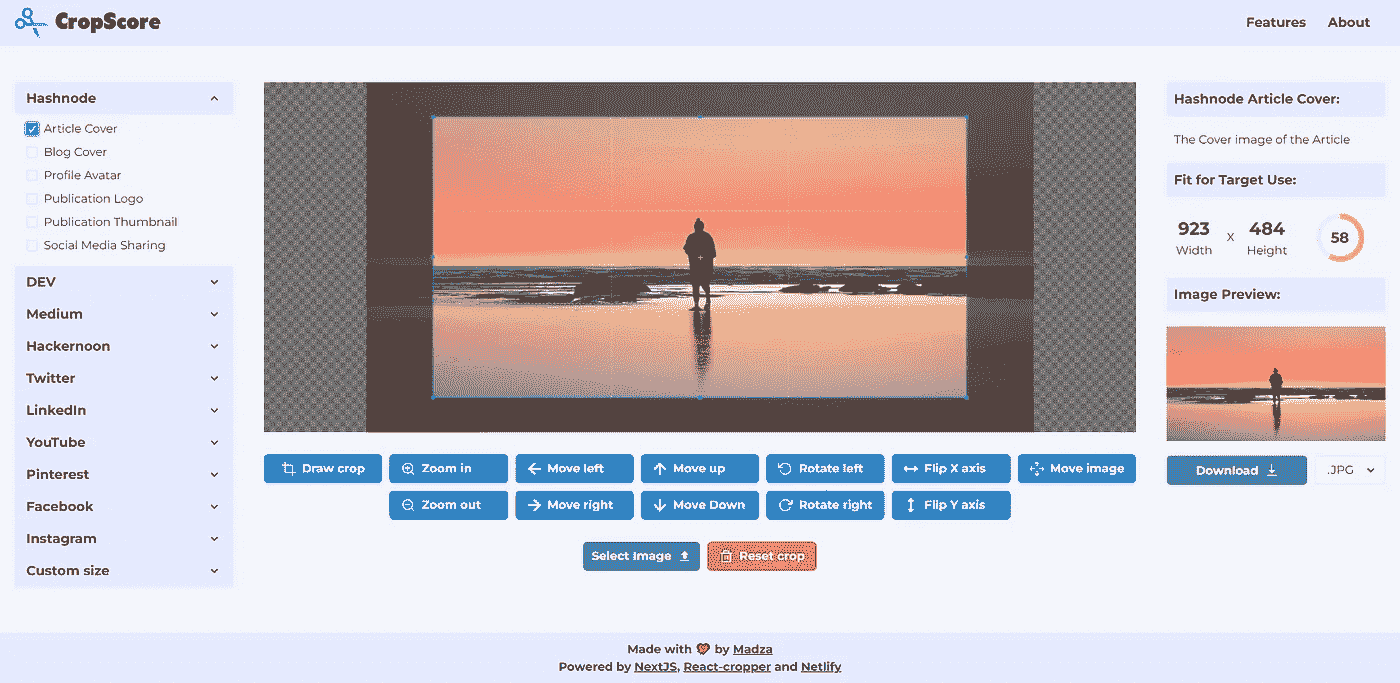 CropScore
Features About
Hashnode
Article Cover
Blog Cover
Profile Avatar
Publication Logo
Publication Thumbnail
Social Media Sharing
DEV
Medium
Hackernoon
Twitter
LinkedIn
YouTube
Pinterest
Facebook
Instagram
Custom size
Draw crop Zoom in Move left Move up Rotate left Flip X axis Move image
Zoom out Move right Move Down Rotate right Flip Y axis
Select Image Reset crop
Hashnode Article Cover:
The Cover image of the Article
Fit for Target Use:
923 X 484 58
Width Height
Image Preview:
Download .JPG
Made with by Madza
Powered by NextJS, React-cropper and Netlify